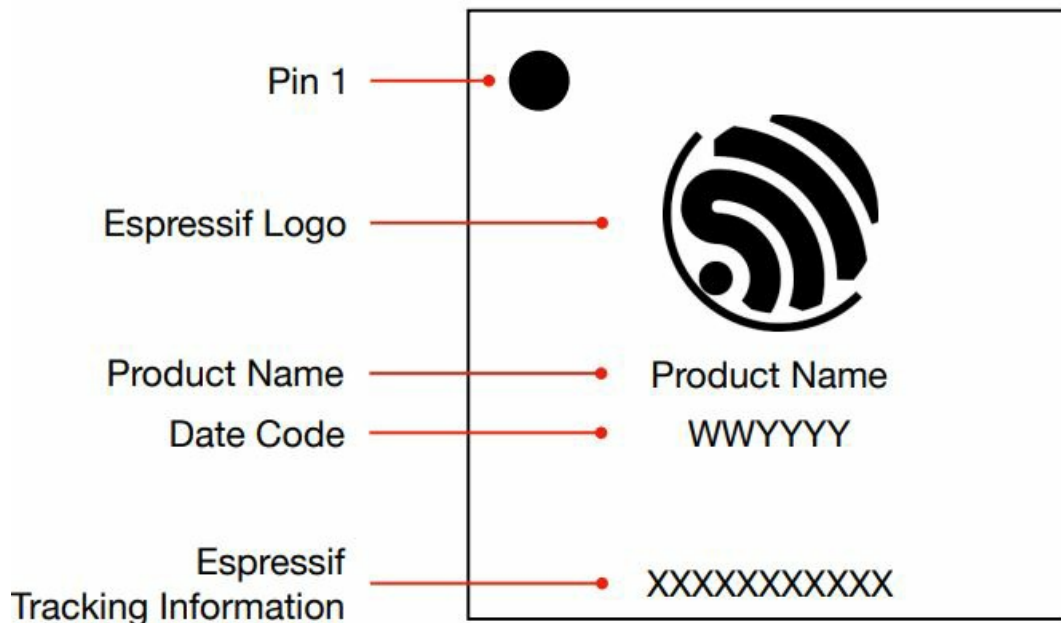 Pin 1
Espressif Logo
Product Name
Product Name
Date Code
WWYYYY
Espressif
Tracking Information
XXXXXXXXXXX